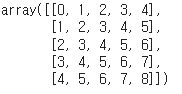 array([[0, 1, 2, 3, 4],
       [1, 2, 3, 4, 5],
       [2, 3, 4, 5, 6],
       [3, 4, 5, 6, 7],
       [4, 5, 6, 7, 8]])